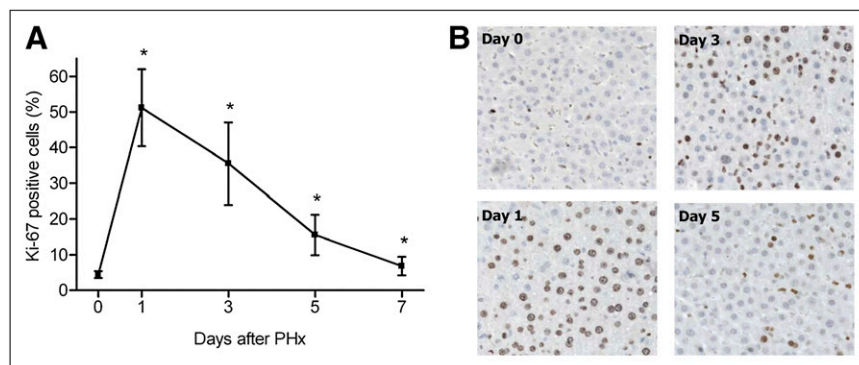 A
Ki-67 positive cells (%)
60
50
40
30
20
10
0
*
*
*
*
0 1 3 5 7
Days after PHx
B
Day 0
Day 3
Day 1
Day 5